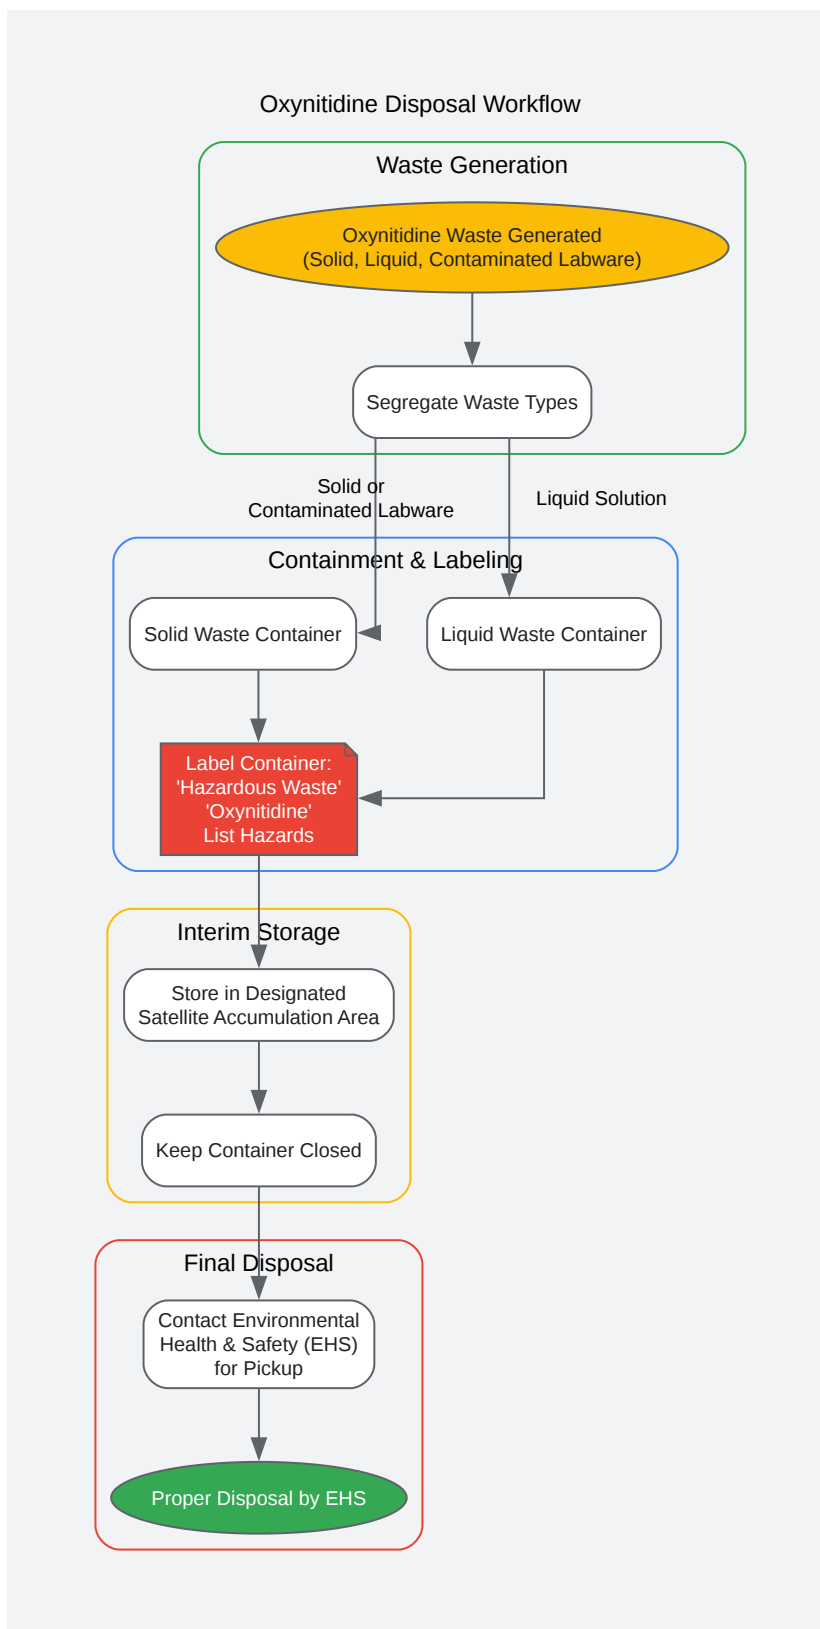 Oxynitidine Disposal Workflow
Waste Generation
Oxynitidine Waste Generated
(Solid, Liquid, Contaminated Labware)
Segregate Waste Types
Solid or
Contaminated Labware
Liquid Solution
Containment & Labeling
Solid Waste Container
Liquid Waste Container
Label Container:
'Hazardous Waste'
'Oxynitidine'
List Hazards
Interim Storage
Store in Designated
Satellite Accumulation Area
Keep Container Closed
Final Disposal
Contact Environmental
Health & Safety (EHS)
for Pickup
Proper Disposal by EHS